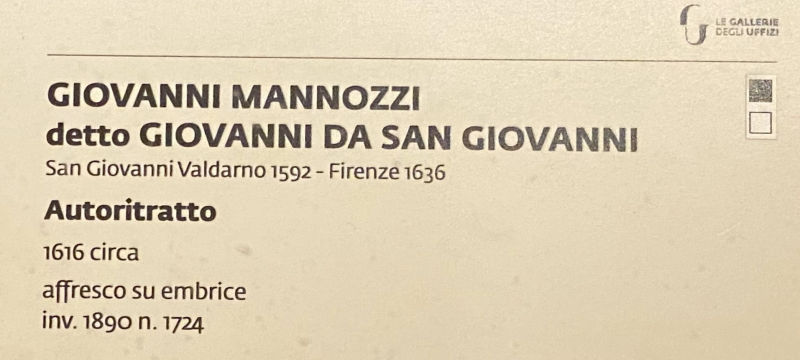 LE GALLERIE
DEGLI UFFIZI
GIOVANNI MANNOZZI
detto GIOVANNI DA SAN GIOVANNI
San Giovanni Valdarno 1592 - Firenze 1636
Autoritratto
1616 circa
affresco su embrice
inv. 1890 n. 1724